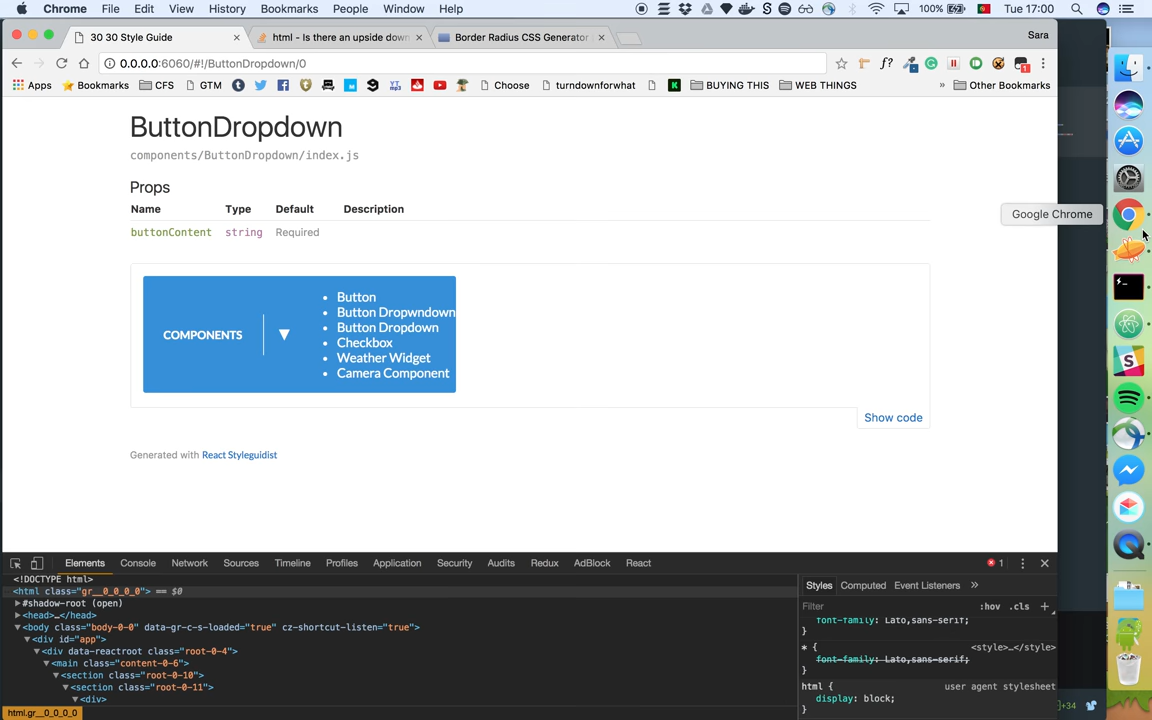 Chrome File Edit View History Bookmarks People Window Help 100% Tue 17:00
30 30 Style Guide
html - Is there an upside dow
Border Radius CSS Generator
Sara
0.0.0.0:6060/#!/ButtonDropdown/0
Apps Bookmarks CFS GTM Choose turndownforwhat BUYING THIS WEB THINGS » Other Bookmarks
ButtonDropdown
components/ButtonDropdown/index.js
Props
Name Type Default Description
buttonContent string Required
Google Chrome
COMPONENTS ▼
• Button
• Button Dropwndown
• Button Dropdown
• Checkbox
• Weather Widget
• Camera Component
Show code
Generated with React Styleguidist
Elements Console Network Sources Timeline Profiles Application Security Audits Redux AdBlock React 1
<!DOCTYPE html>
<html class="gr__0_0_0_0"> == $0
▶#shadow-root (open)
▶<head>…</head>
▼<body class="body-0-0" data-gr-c-s-loaded="true" cz-shortcut-listen="true">
▼<div id="app">
▼<div data-reactroot class="root-0-4">
▼<main class="content-0-6">
▼<section class="root-0-10">
▼<section class="root-0-11">
▼<div>
html.gr__0_0_0_0
Styles Computed Event Listeners »
Filter :hov .cls +
font-family: Lato,sans-serif;
}
* { <style>…</style>
font-family: Lato,sans-serif;
}
html { user agent stylesheet
display: block;
}
+34